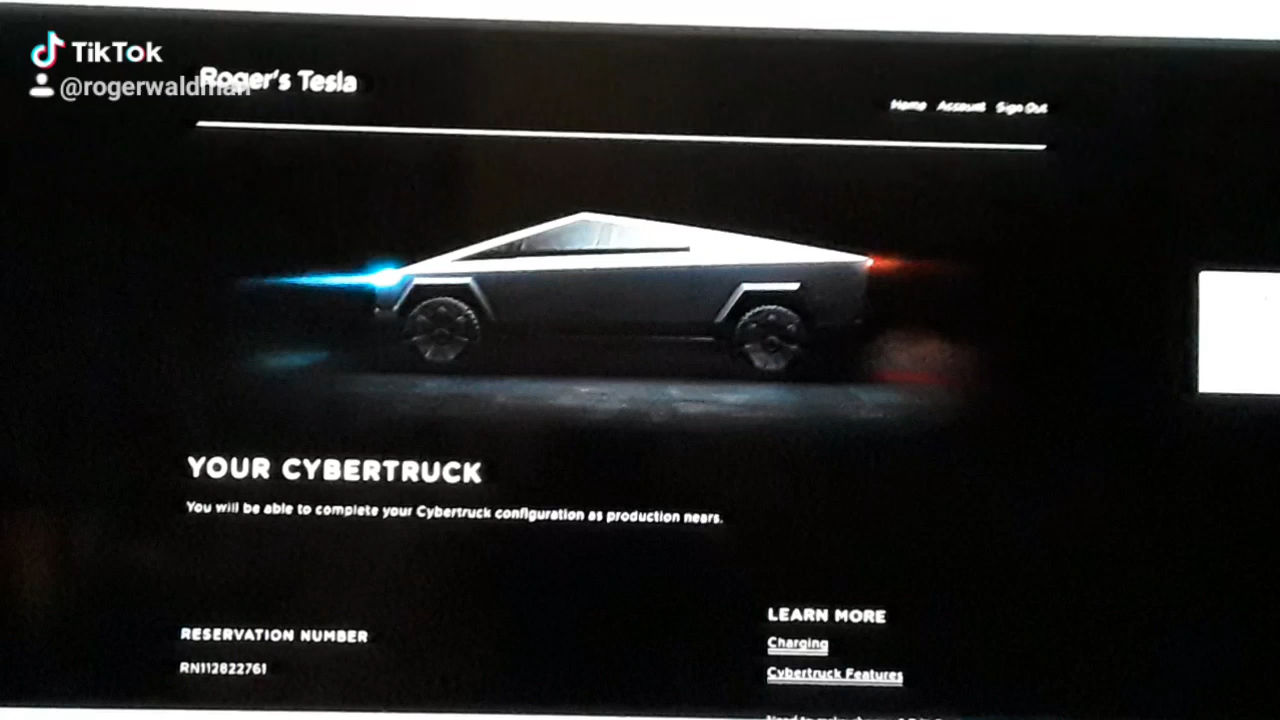 TikTok
@rogerwaldman
Roger's Tesla
Home Account Sign Out
YOUR CYBERTRUCK
You will be able to complete your Cybertruck configuration as production nears.
RESERVATION NUMBER
RN112822761
LEARN MORE
Charging
Cybertruck Features